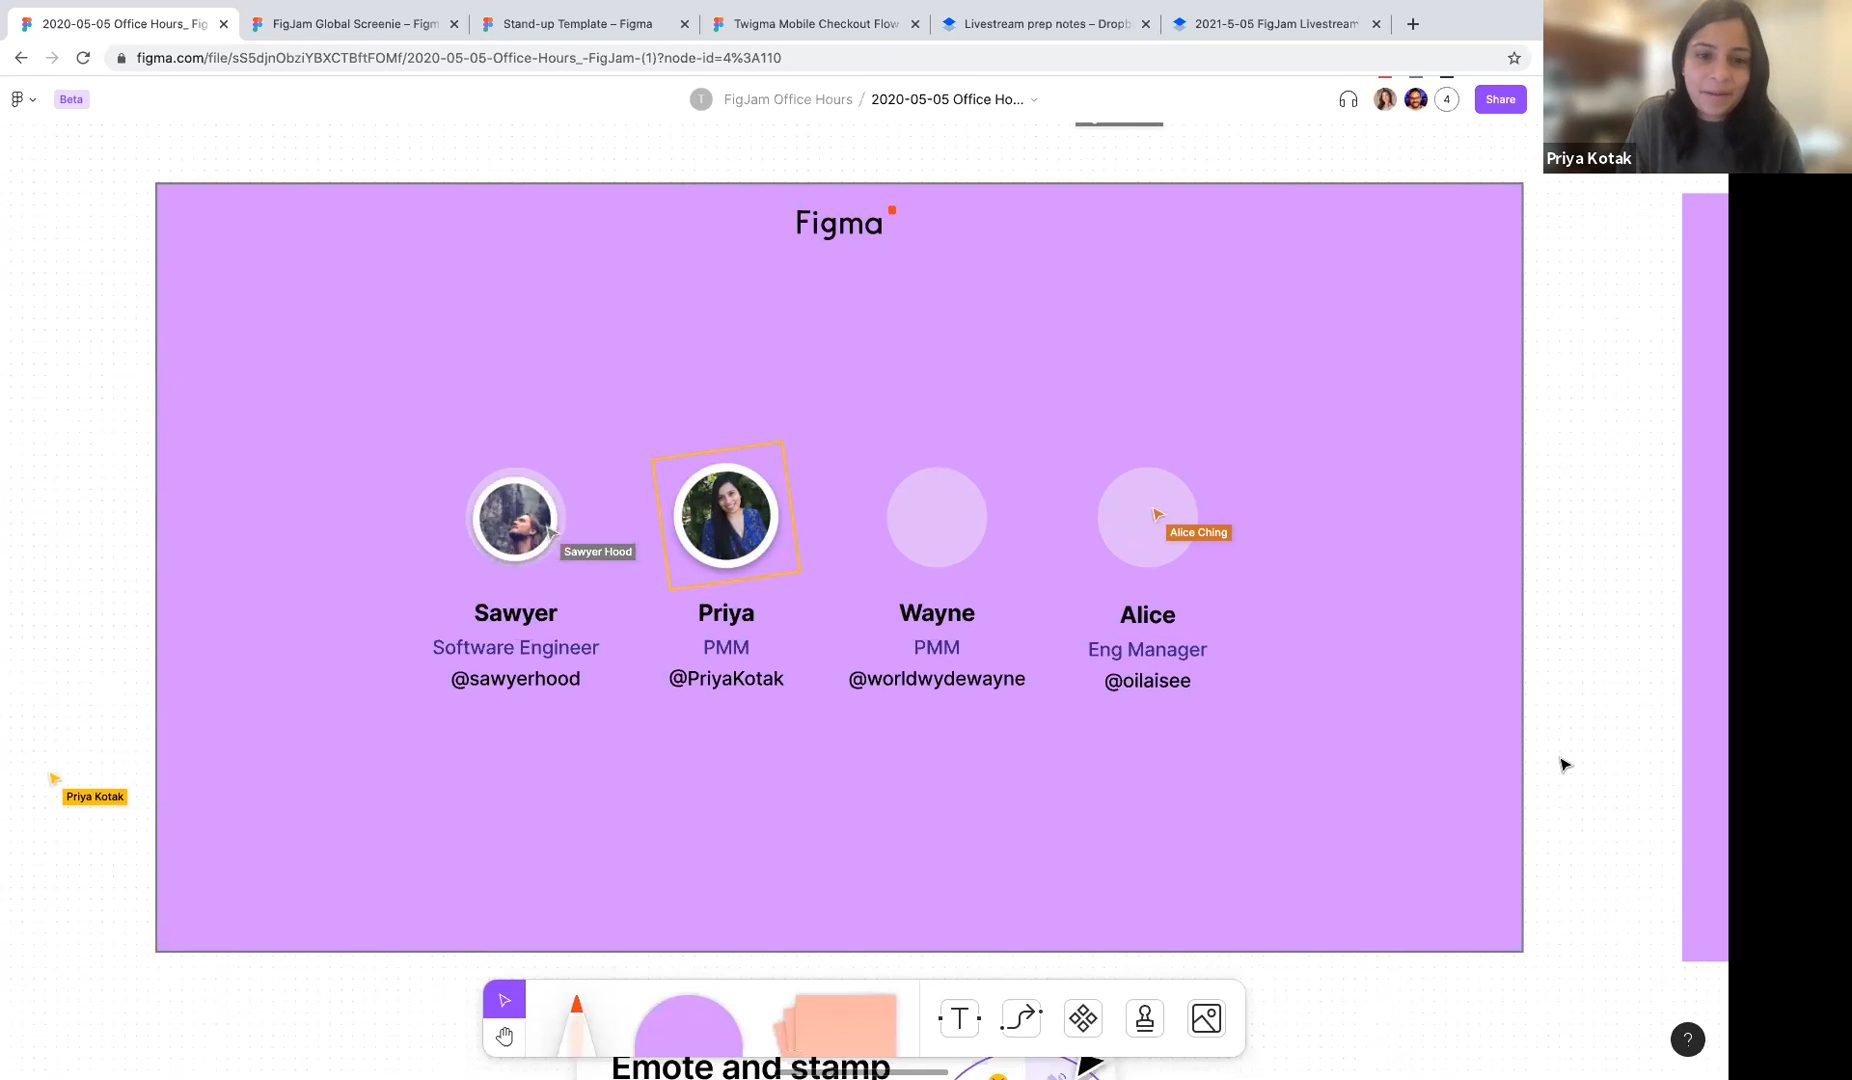 2020-05-05 Office Hours_ Fig
FigJam Global Screenie – Figm
Stand-up Template – Figma
Twigma Mobile Checkout Flow
Livestream prep notes – Dropb
2021-5-05 FigJam Livestream
figma.com/file/sS5djnObziYBXCTBftFOMf/2020-05-05-Office-Hours_-FigJam-(1)?node-id=4%3A110
Beta
T
FigJam Office Hours / 2020-05-05 Office Ho...
4
Share
Priya Kotak
Figma
Sawyer Hood
Alice Ching
Sawyer
Software Engineer
@sawyerhood
Priya
PMM
@PriyaKotak
Wayne
PMM
@worldwydewayne
Alice
Eng Manager
@oilaisee
Priya Kotak
T
?
Emote and stamp